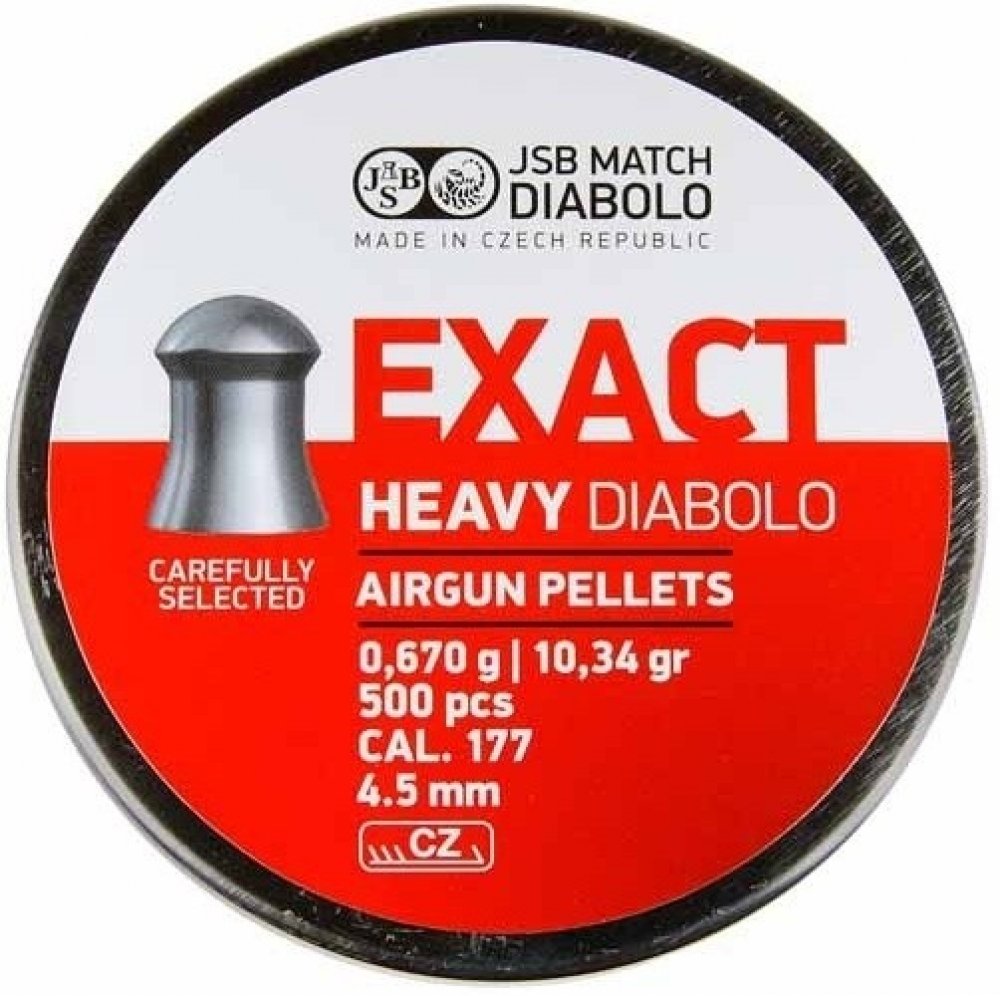 JSB
JSB MATCH
DIABOLO
MADE IN CZECH REPUBLIC
EXACT
HEAVY DIABOLO
CAREFULLY
SELECTED
AIRGUN PELLETS
0,670 g | 10,34 gr
500 pcs
CAL. 177
4.5 mm
CZ